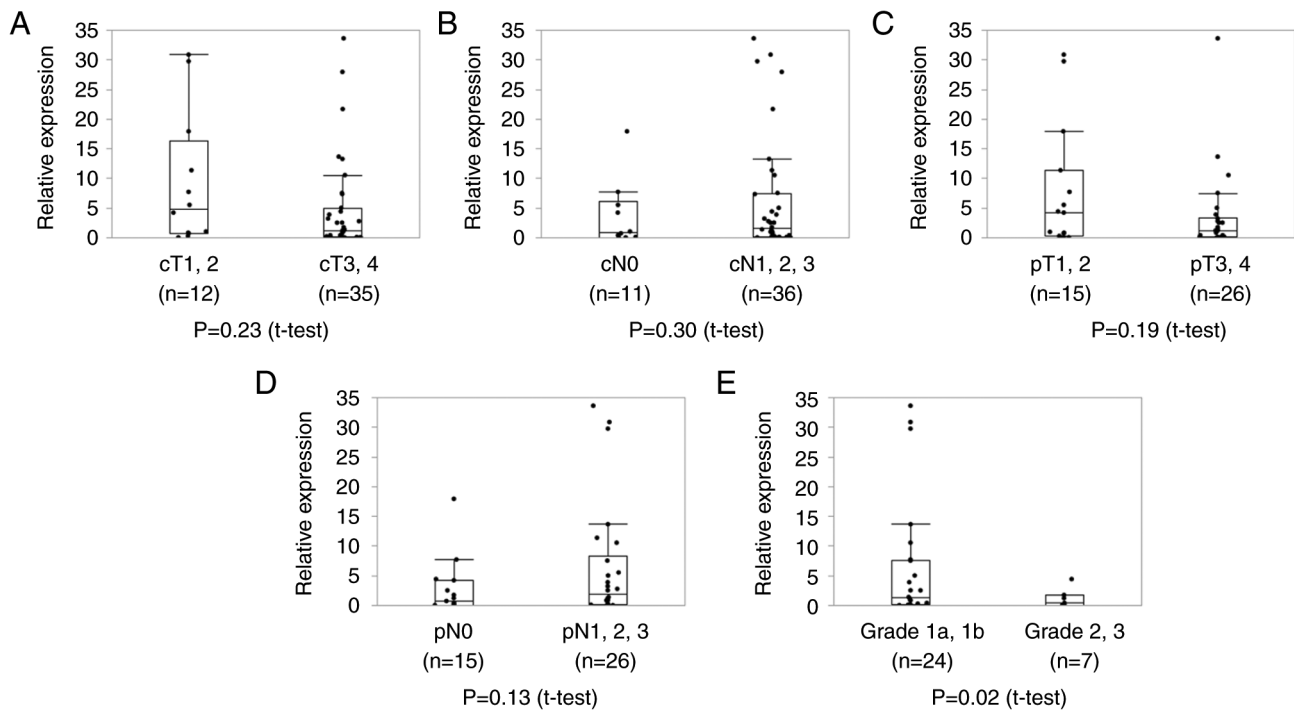 A
Relative expression
35
30
25
20
15
10
5
0
cT1, 2
cT3, 4
(n=12)
(n=35)
P=0.23 (t-test)
B
Relative expression
35
30
25
20
15
10
5
0
cN0
cN1, 2, 3
(n=11)
(n=36)
P=0.30 (t-test)
C
Relative expression
35
30
25
20
15
10
5
0
pT1, 2
pT3, 4
(n=15)
(n=26)
P=0.19 (t-test)
D
Relative expression
35
30
25
20
15
10
5
0
pN0
pN1, 2, 3
(n=15)
(n=26)
P=0.13 (t-test)
E
Relative expression
35
30
25
20
15
10
5
0
Grade 1a, 1b
Grade 2, 3
(n=24)
(n=7)
P=0.02 (t-test)